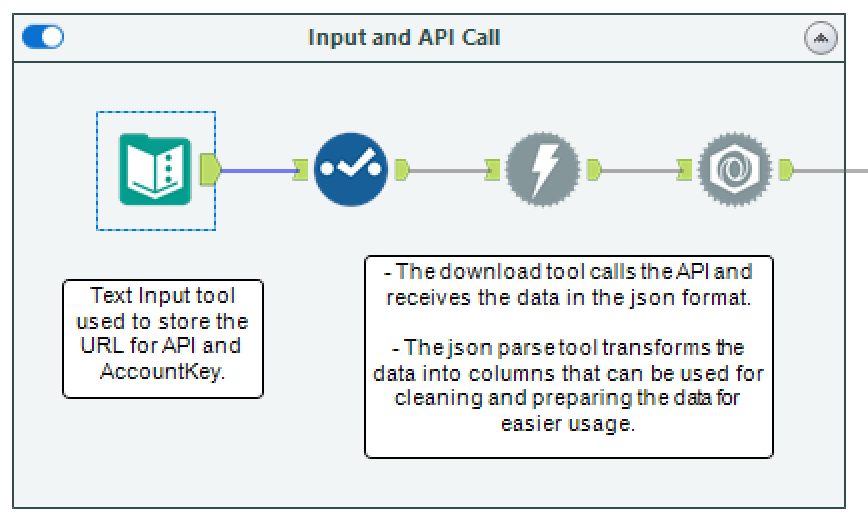 Input and API Call
Text Input tool
used to store the
URL for API and
AccountKey.
- The download tool calls the API and
receives the data in the json format.
- The json parse tool transforms the
data into columns that can be used for
cleaning and preparing the data for
easier usage.